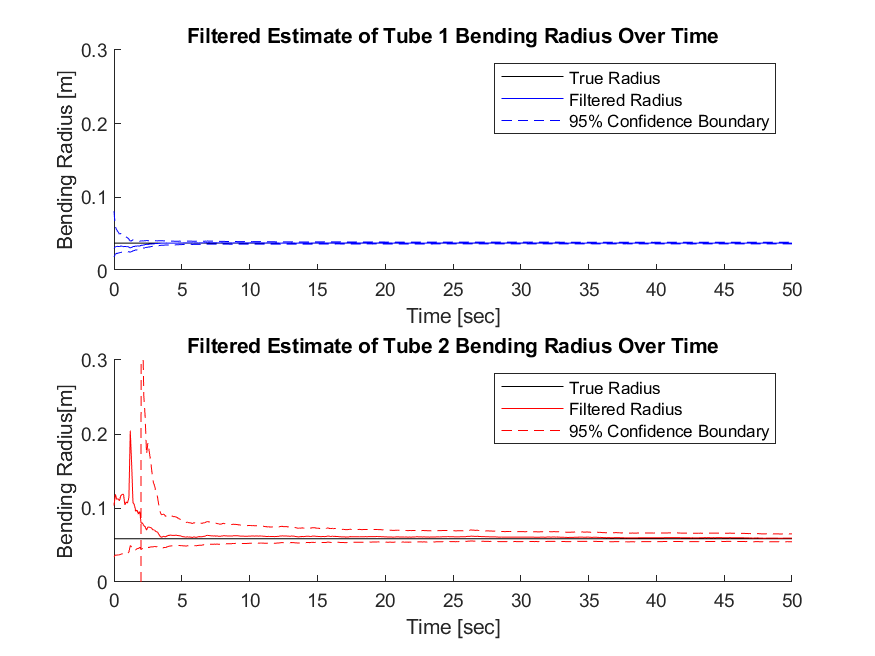 Filtered Estimate of Tube 1 Bending Radius Over Time
0.3
0.2
0.1
0
Bending Radius [m]
True Radius
Filtered Radius
95% Confidence Boundary
0 5 10 15 20 25 30 35 40 45 50
Time [sec]
Filtered Estimate of Tube 2 Bending Radius Over Time
0.3
0.2
0.1
0
Bending Radius[m]
True Radius
Filtered Radius
95% Confidence Boundary
0 5 10 15 20 25 30 35 40 45 50
Time [sec]